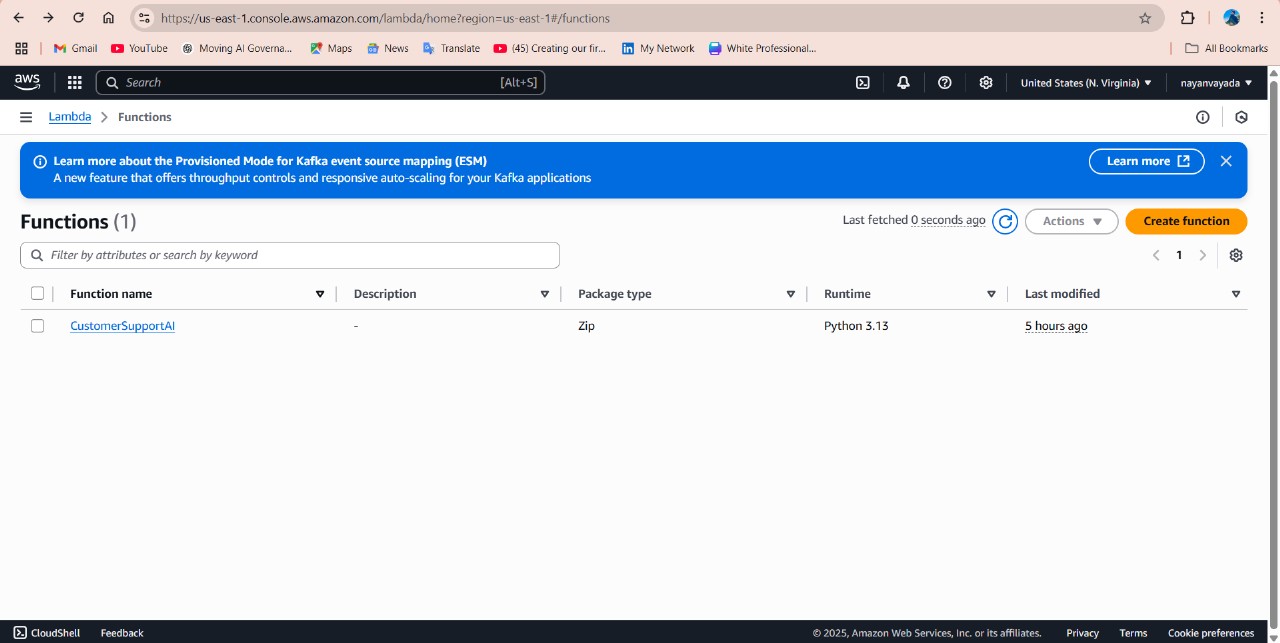 https://us-east-1.console.aws.amazon.com/lambda/home?region=us-east-1#/functions
Gmail YouTube Moving AI Governa... Maps News Translate (45) Creating our fir... My Network White Professional... All Bookmarks
aws Search [Alt+S] United States (N. Virginia) nayanvayada
Lambda Functions
Learn more about the Provisioned Mode for Kafka event source mapping (ESM)
A new feature that offers throughput controls and responsive auto-scaling for your Kafka applications
Learn more
Functions (1) Last fetched 0 seconds ago Actions Create function
Filter by attributes or search by keyword 1
Function name Description Package type Runtime Last modified
CustomerSupportAI - Zip Python 3.13 5 hours ago
CloudShell Feedback © 2025, Amazon Web Services, Inc. or its affiliates. Privacy Terms Cookie preferences